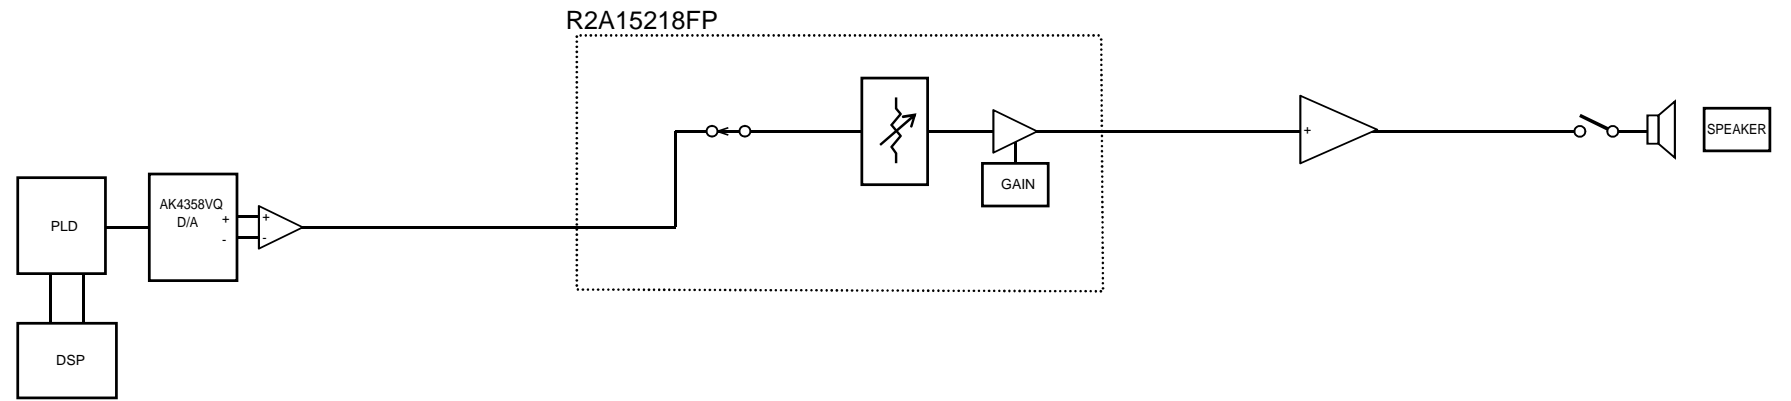 R2A15218FP
+
SPEAKER
GAIN
AK4358VQ
D/A
+
-
+
-
PLD
DSP